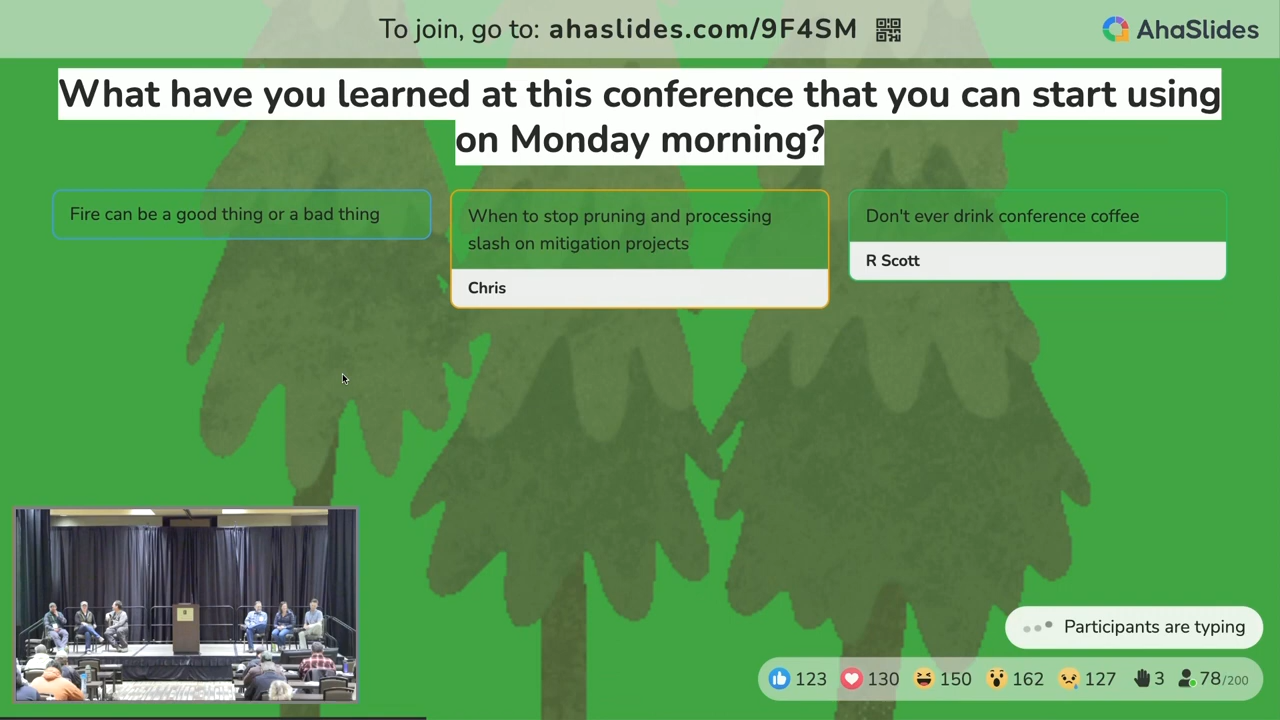 To join, go to: ahaslides.com/9F4SM
AhaSlides
What have you learned at this conference that you can start using
on Monday morning?
Fire can be a good thing or a bad thing
When to stop pruning and processing
slash on mitigation projects
Chris
Don't ever drink conference coffee
R Scott
Participants are typing
123 130 150 162 127 3 78/200